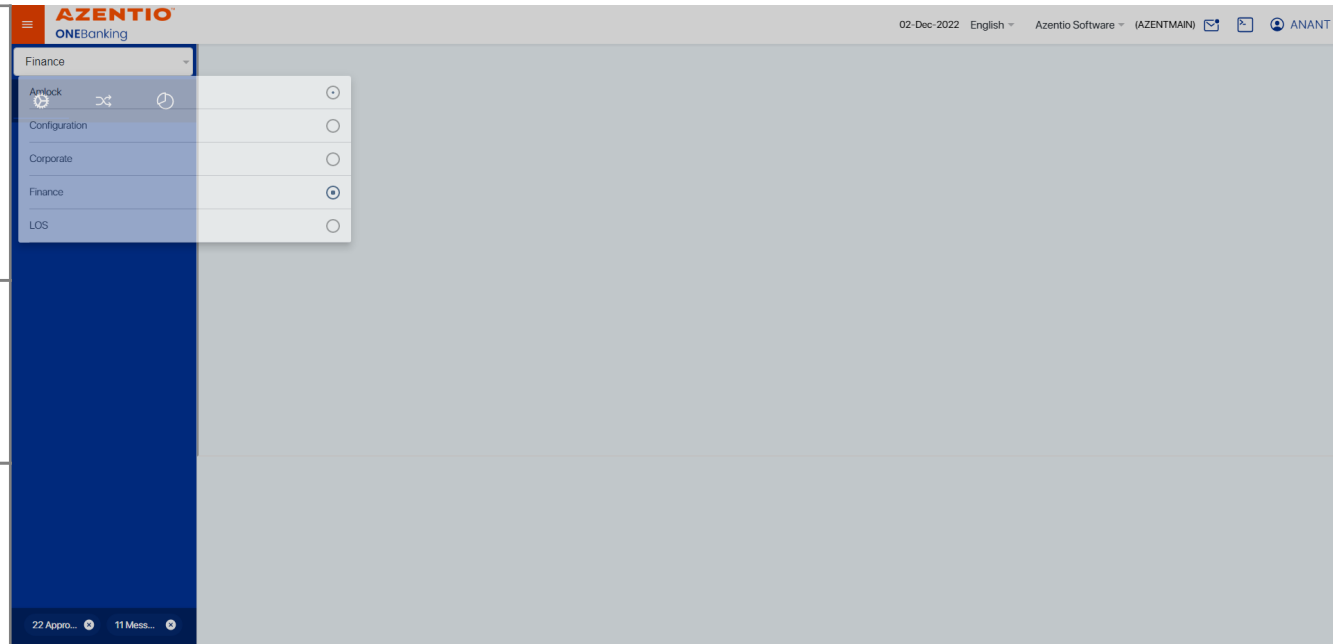 AZENTIO™
ONEBanking
02-Dec-2022 English Azentio Software (AZENTMAIN) ANANT
Finance
Amlock
Configuration
Corporate
Finance
LOS
22 Appro... 11 Mess...